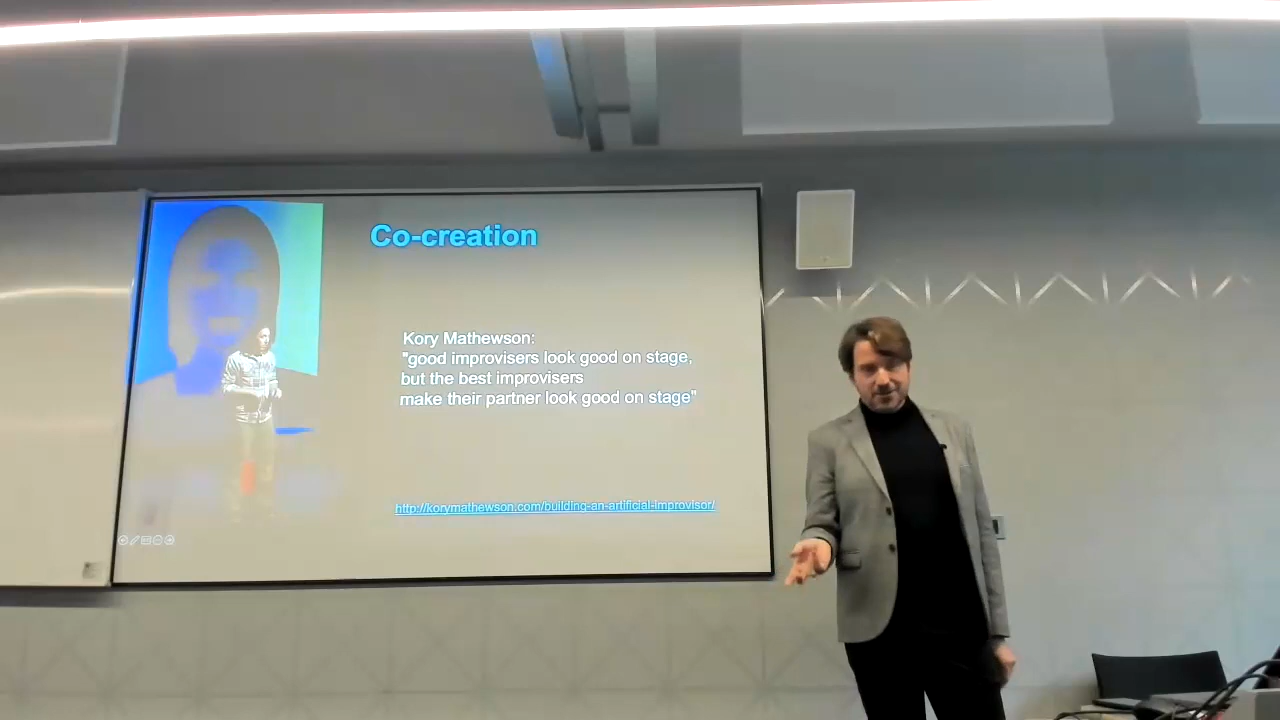 Co-creation
Kory Mathewson:
"good improvisers look good on stage,
but the best improvisers
make their partner look good on stage"
http://korymathewson.com/building-an-artificial-improvisor/